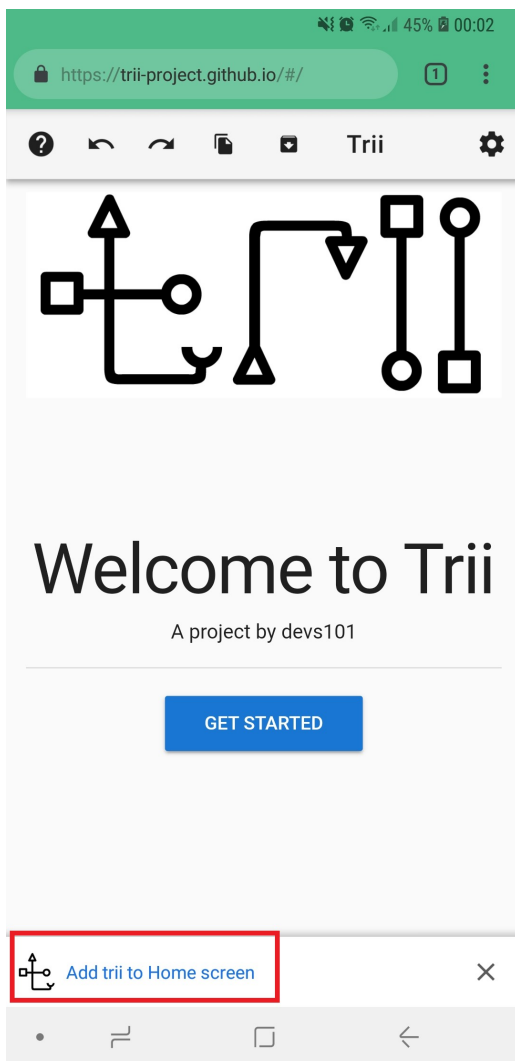 45% 00:02
https://trii-project.github.io/#/ 1
Trii
Welcome to Trii
A project by devs101
GET STARTED
Add trii to Home screen